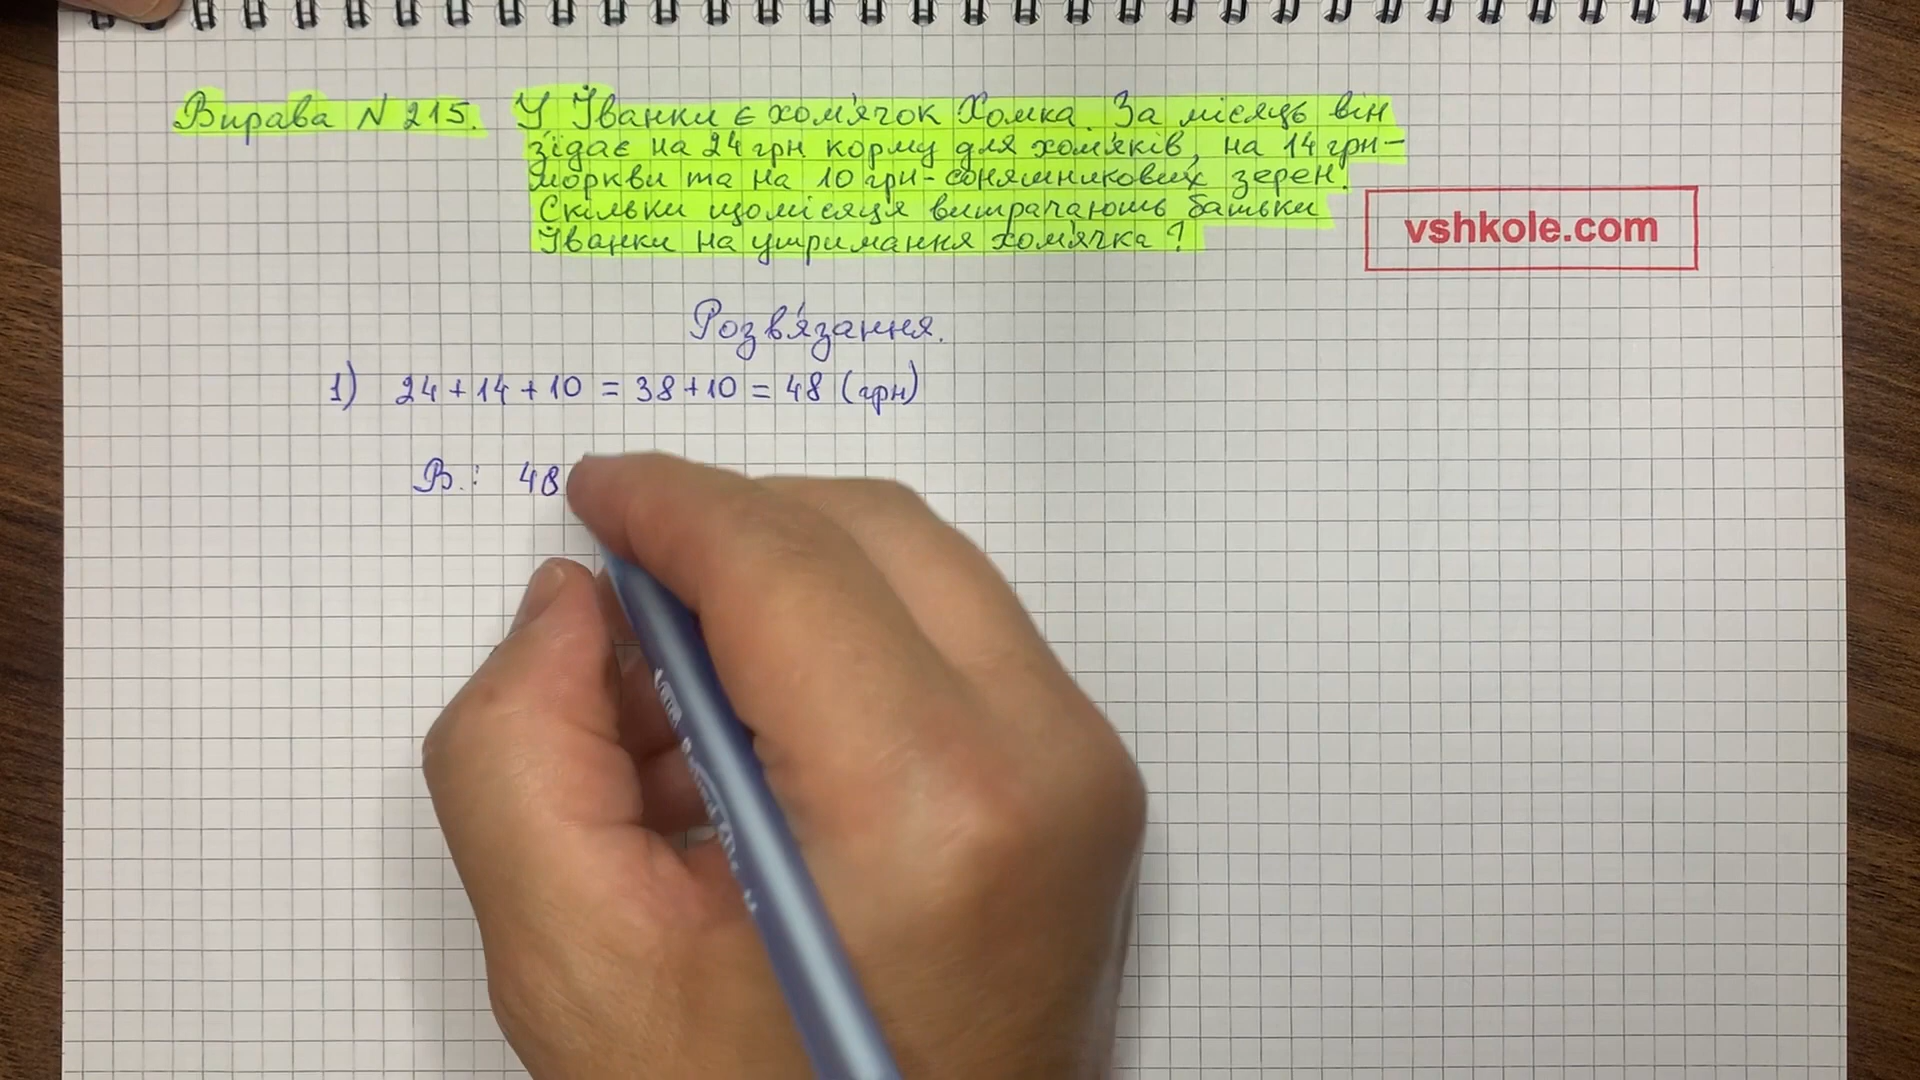 Вправа N 215. У Іванки є хом'ячок Хомка. За місяць він
з'їдає на 24 грн корму для хом'яків, на 14 грн -
моркви та на 10 грн - соняшникових зерен.
Скільки щомісяця витрачають батьки
Іванки на утримання хом'ячка?
vshkole.com
Розв'язання.
1) 24 + 14 + 10 = 38 + 10 = 48 (грн)
В.: 48